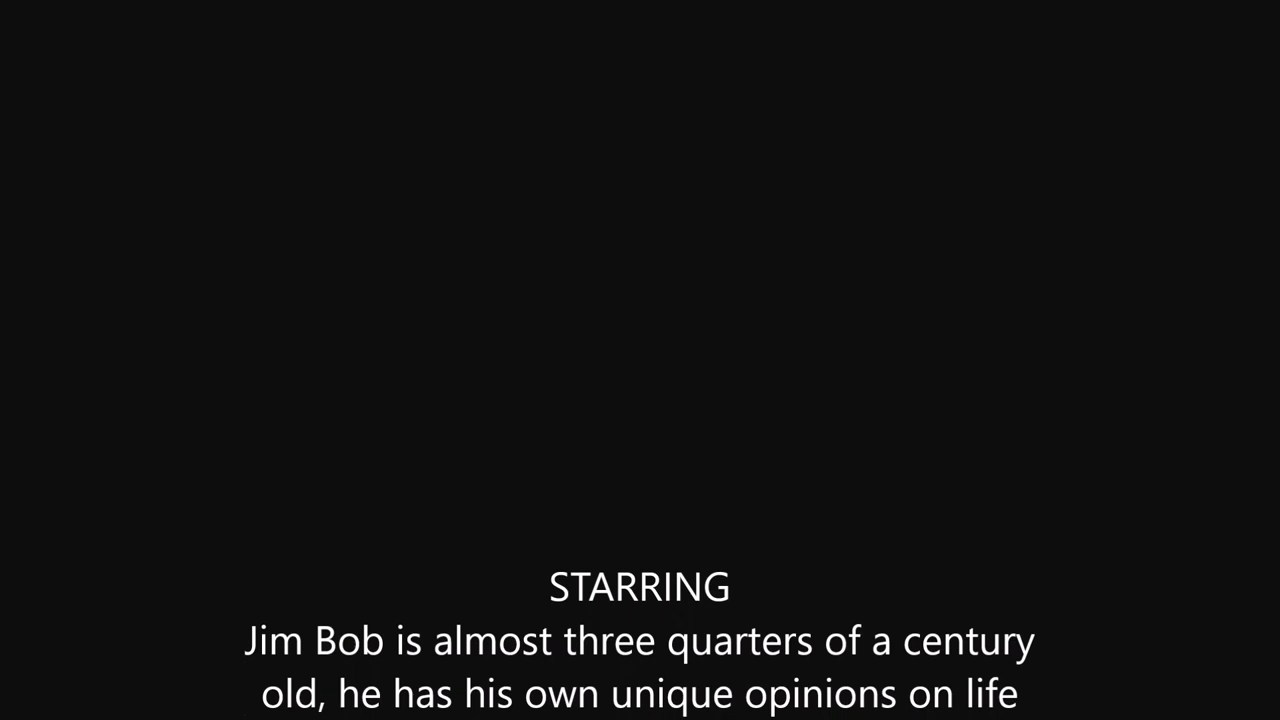 STARRING
Jim Bob is almost three quarters of a century
old, he has his own unique opinions on life